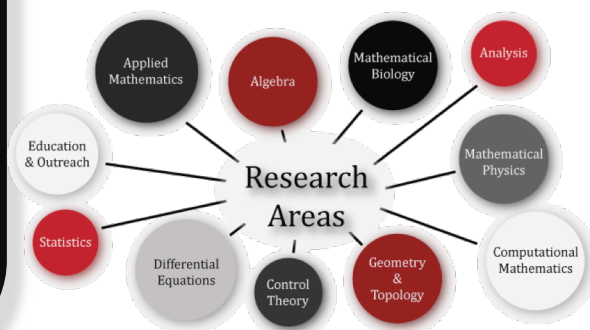 Applied
Mathematics
Algebra
Mathematical
Biology
Analysis
Education
& Outreach
Research
Areas
Mathematical
Physics
Statistics
Differential
Equations
Control
Theory
Geometry
&
Topology
Computational
Mathematics